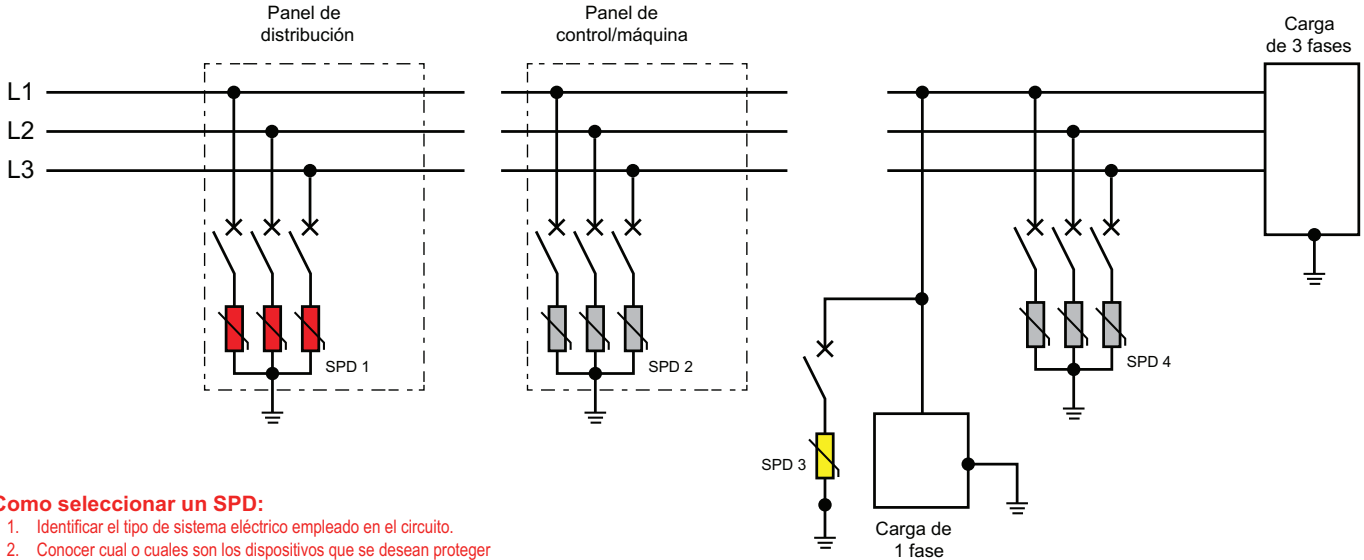 Panel de
distribución
Panel de
control/máquina
Carga
de 3 fases
L1
L2
L3
SPD 1
SPD 2
SPD 4
SPD 3
Carga de
1 fase
Como seleccionar un SPD:
1. Identificar el tipo de sistema eléctrico empleado en el circuito.
2. Conocer cual o cuales son los dispositivos que se desean proteger